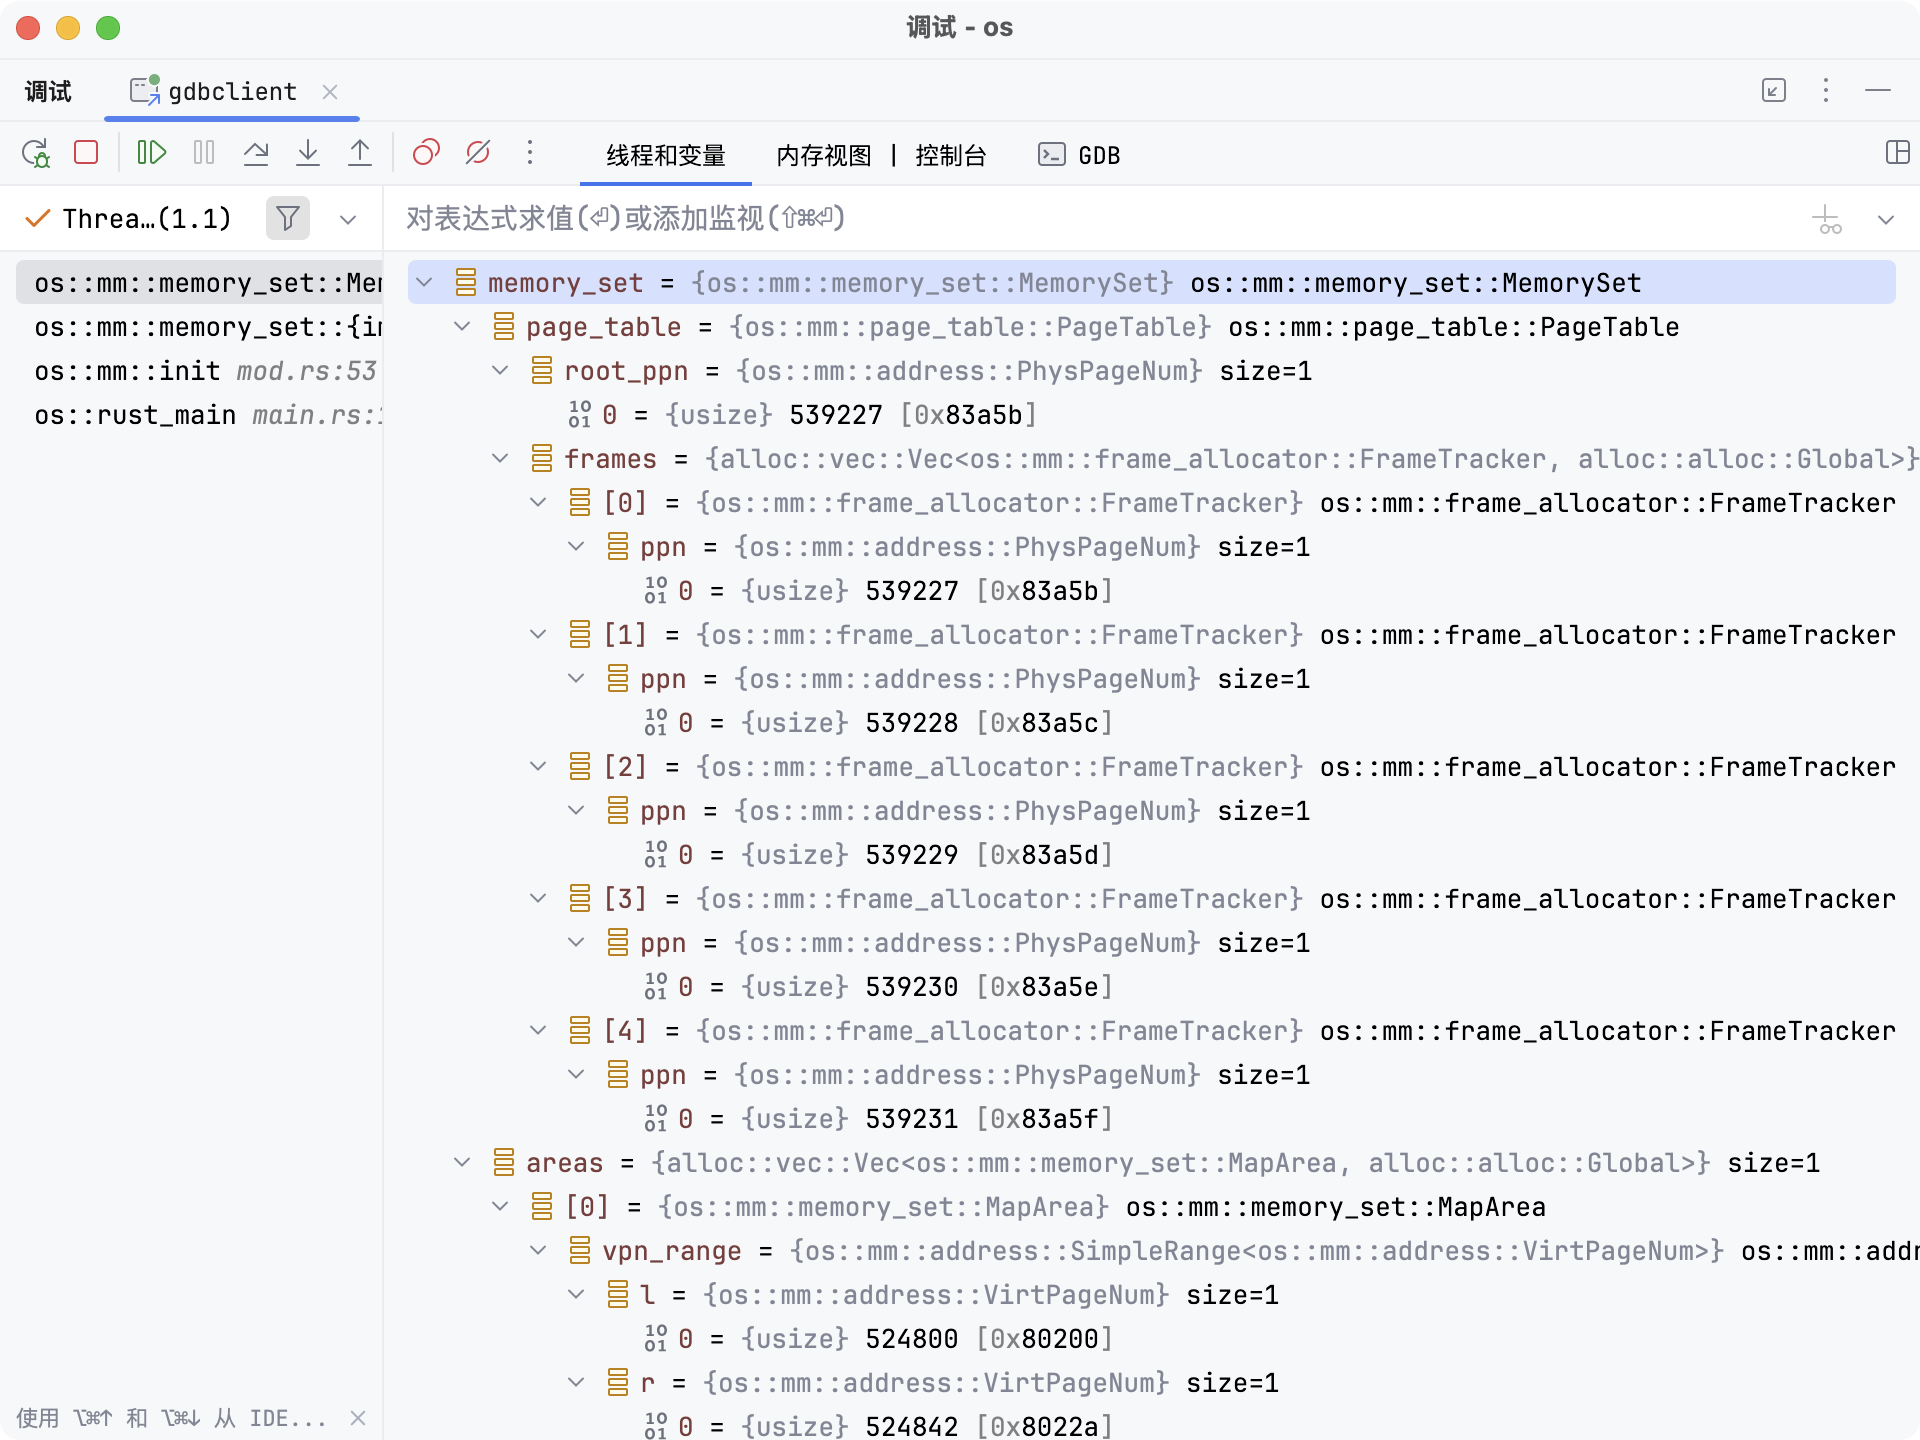 调试 - os
调试 gdbclient
线程和变量 内存视图 | 控制台 GDB
Threa…(1.1)
对表达式求值(⏎)或添加监视(⇧⌘⏎)
os::mm::memory_set::Me
os::mm::memory_set::{i
os::mm::init mod.rs:53
os::rust_main main.rs:
memory_set = {os::mm::memory_set::MemorySet} os::mm::memory_set::MemorySet
page_table = {os::mm::page_table::PageTable} os::mm::page_table::PageTable
root_ppn = {os::mm::address::PhysPageNum} size=1
0 = {usize} 539227 [0x83a5b]
frames = {alloc::vec::Vec<os::mm::frame_allocator::FrameTracker, alloc::alloc::Global>}
[0] = {os::mm::frame_allocator::FrameTracker} os::mm::frame_allocator::FrameTracker
ppn = {os::mm::address::PhysPageNum} size=1
0 = {usize} 539227 [0x83a5b]
[1] = {os::mm::frame_allocator::FrameTracker} os::mm::frame_allocator::FrameTracker
ppn = {os::mm::address::PhysPageNum} size=1
0 = {usize} 539228 [0x83a5c]
[2] = {os::mm::frame_allocator::FrameTracker} os::mm::frame_allocator::FrameTracker
ppn = {os::mm::address::PhysPageNum} size=1
0 = {usize} 539229 [0x83a5d]
[3] = {os::mm::frame_allocator::FrameTracker} os::mm::frame_allocator::FrameTracker
ppn = {os::mm::address::PhysPageNum} size=1
0 = {usize} 539230 [0x83a5e]
[4] = {os::mm::frame_allocator::FrameTracker} os::mm::frame_allocator::FrameTracker
ppn = {os::mm::address::PhysPageNum} size=1
0 = {usize} 539231 [0x83a5f]
areas = {alloc::vec::Vec<os::mm::memory_set::MapArea, alloc::alloc::Global>} size=1
[0] = {os::mm::memory_set::MapArea} os::mm::memory_set::MapArea
vpn_range = {os::mm::address::SimpleRange<os::mm::address::VirtPageNum>} os::mm::addr
l = {os::mm::address::VirtPageNum} size=1
0 = {usize} 524800 [0x80200]
r = {os::mm::address::VirtPageNum} size=1
0 = {usize} 524842 [0x8022a]
使用 ⌥⌘↑ 和 ⌥⌘↓ 从 IDE...